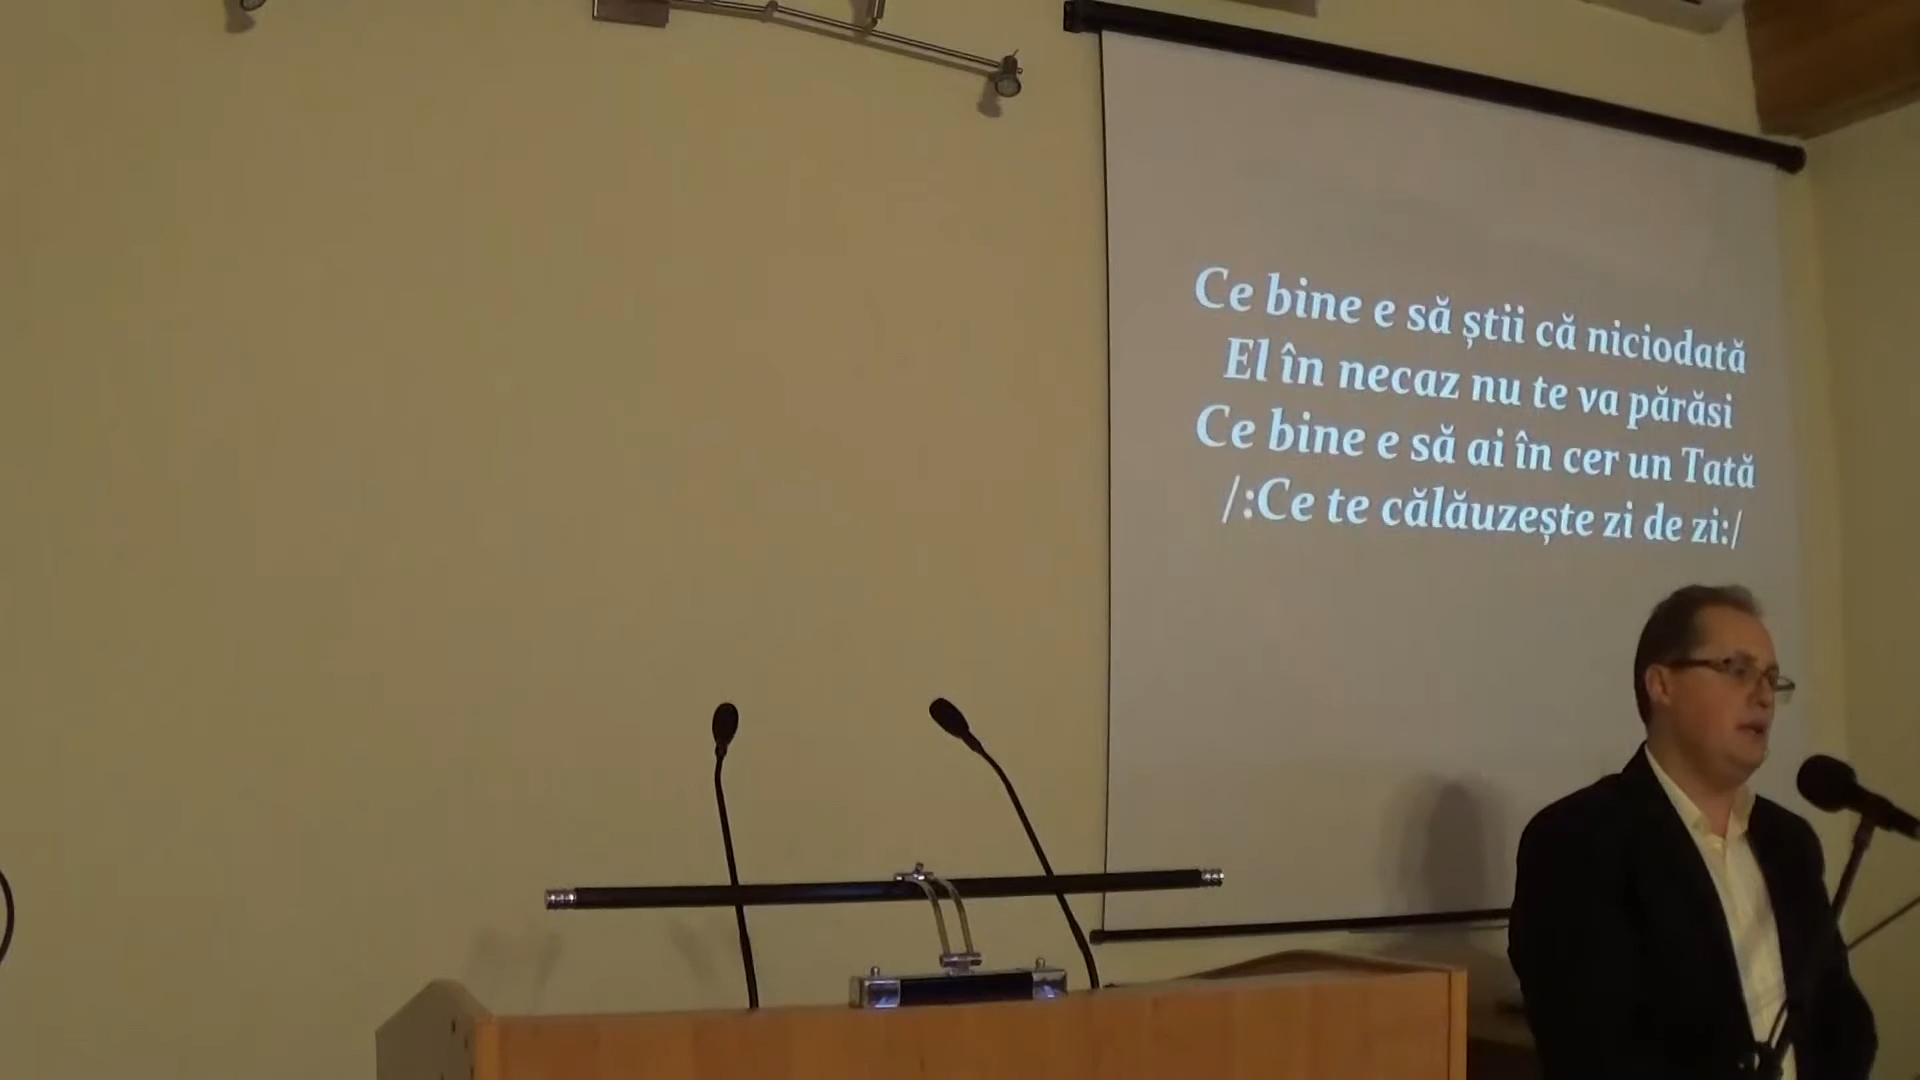 Ce bine e să știi că niciodată
El în necaz nu te va părăsi
Ce bine e să ai în cer un Tată
/:Ce te călăuzește zi de zi:/